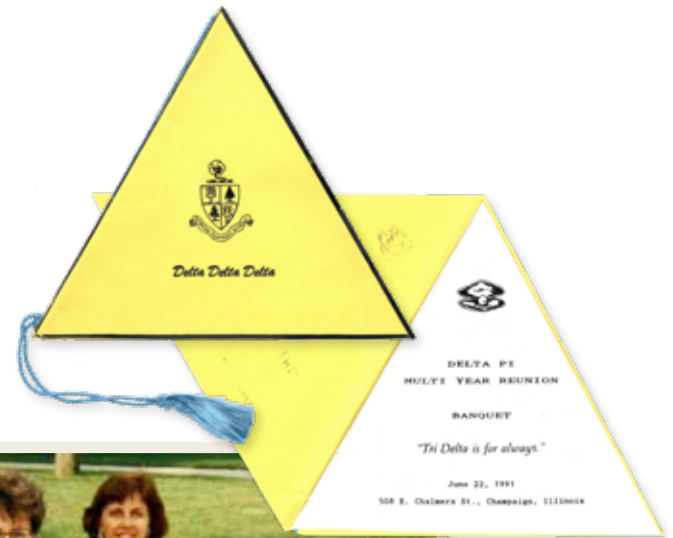 Delta Delta Delta
DELTA PI
MULTI YEAR REUNION
BANQUET
"Tri Delta is for always."
June 22, 1991
508 E. Chalmers St., Champaign, Illinois